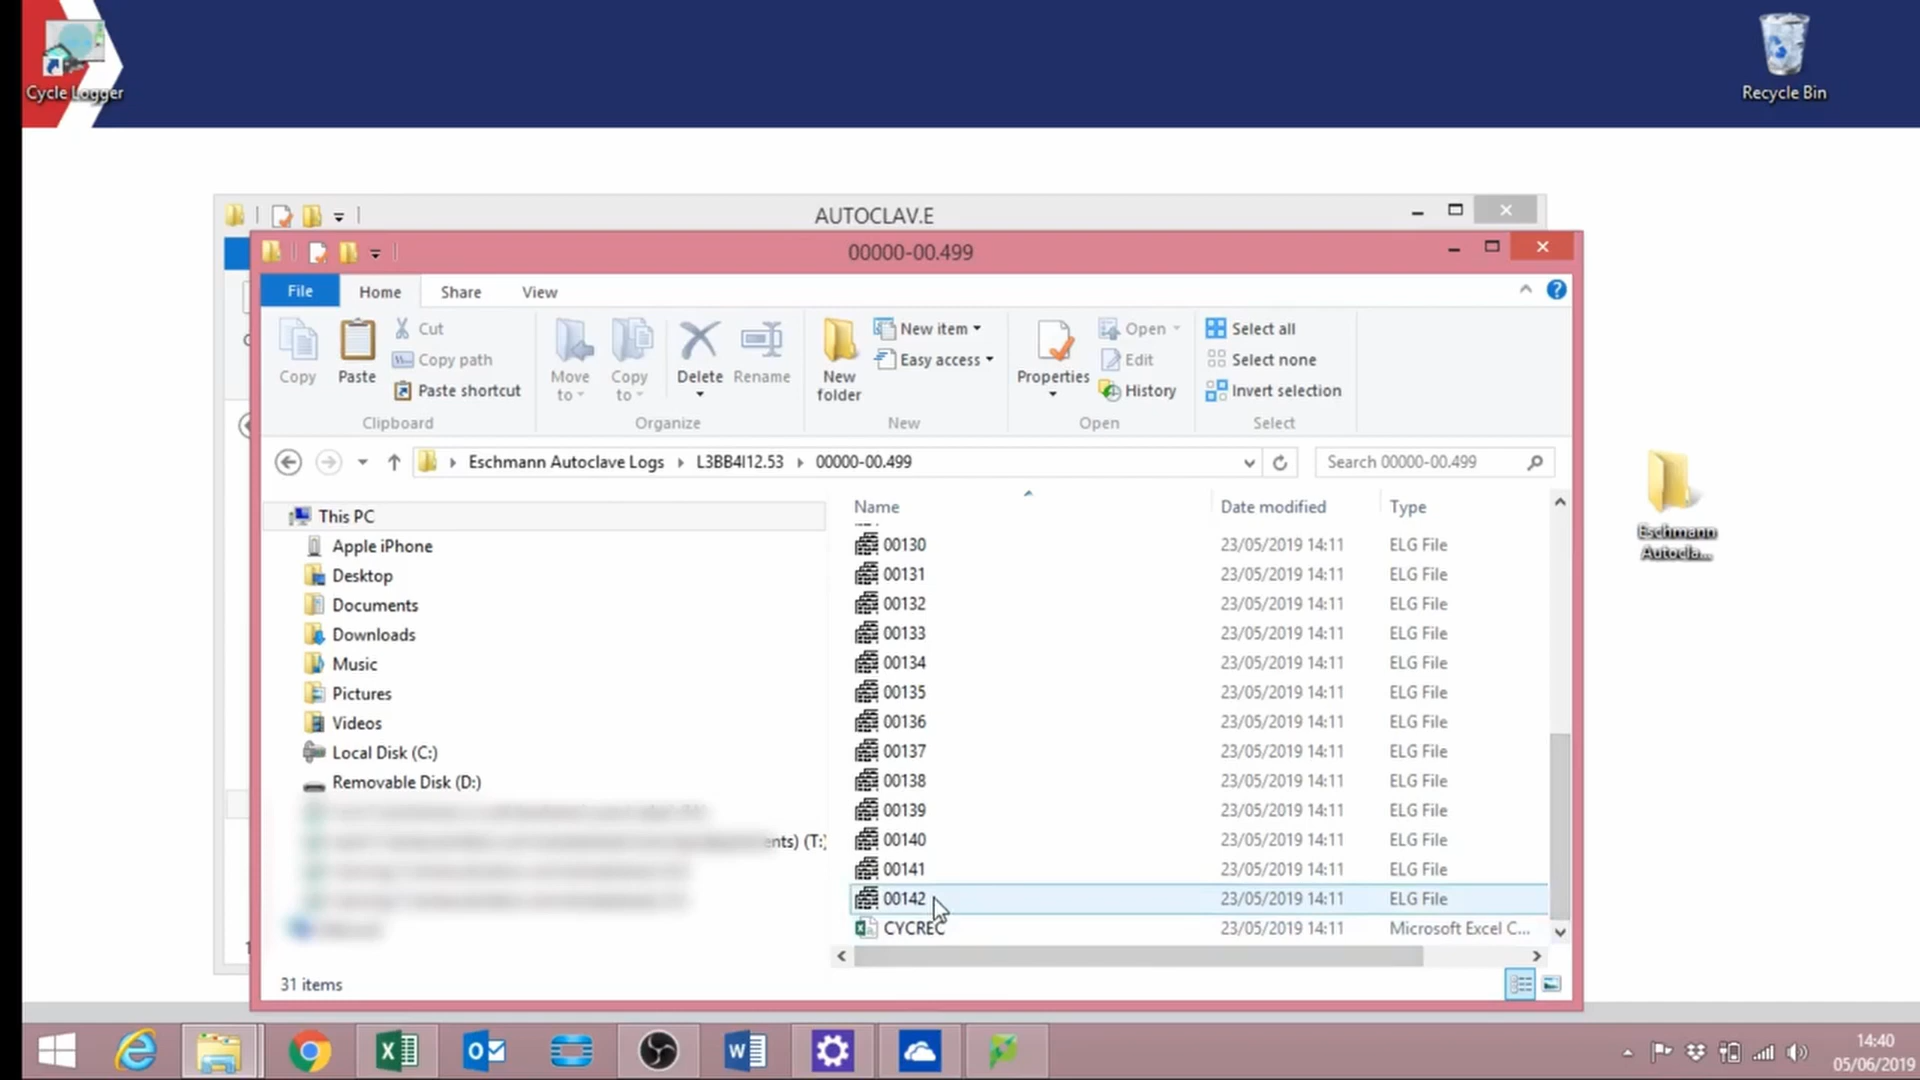 Cycle Logger
Recycle Bin
AUTOCLAV.E
00000-00.499
File
Home
Share
View
Copy
Paste
Cut
Copy path
Paste shortcut
Clipboard
Move
to
Copy
to
Delete
Rename
Organize
New
folder
New item
Easy access
New
Properties
Open
Edit
History
Open
Select all
Select none
Invert selection
Select
Eschmann Autoclave Logs
L3BB4I12.53
00000-00.499
Search 00000-00.499
This PC
Apple iPhone
Desktop
Documents
Downloads
Music
Pictures
Videos
Local Disk (C:)
Removable Disk (D:)
ents) (T:)
Name Date modified Type
00130 23/05/2019 14:11 ELG File
00131 23/05/2019 14:11 ELG File
00132 23/05/2019 14:11 ELG File
00133 23/05/2019 14:11 ELG File
00134 23/05/2019 14:11 ELG File
00135 23/05/2019 14:11 ELG File
00136 23/05/2019 14:11 ELG File
00137 23/05/2019 14:11 ELG File
00138 23/05/2019 14:11 ELG File
00139 23/05/2019 14:11 ELG File
00140 23/05/2019 14:11 ELG File
00141 23/05/2019 14:11 ELG File
00142 23/05/2019 14:11 ELG File
CYCREC 23/05/2019 14:11 Microsoft Excel C...
31 items
Eschmann
Autocla...
14:40
05/06/2019